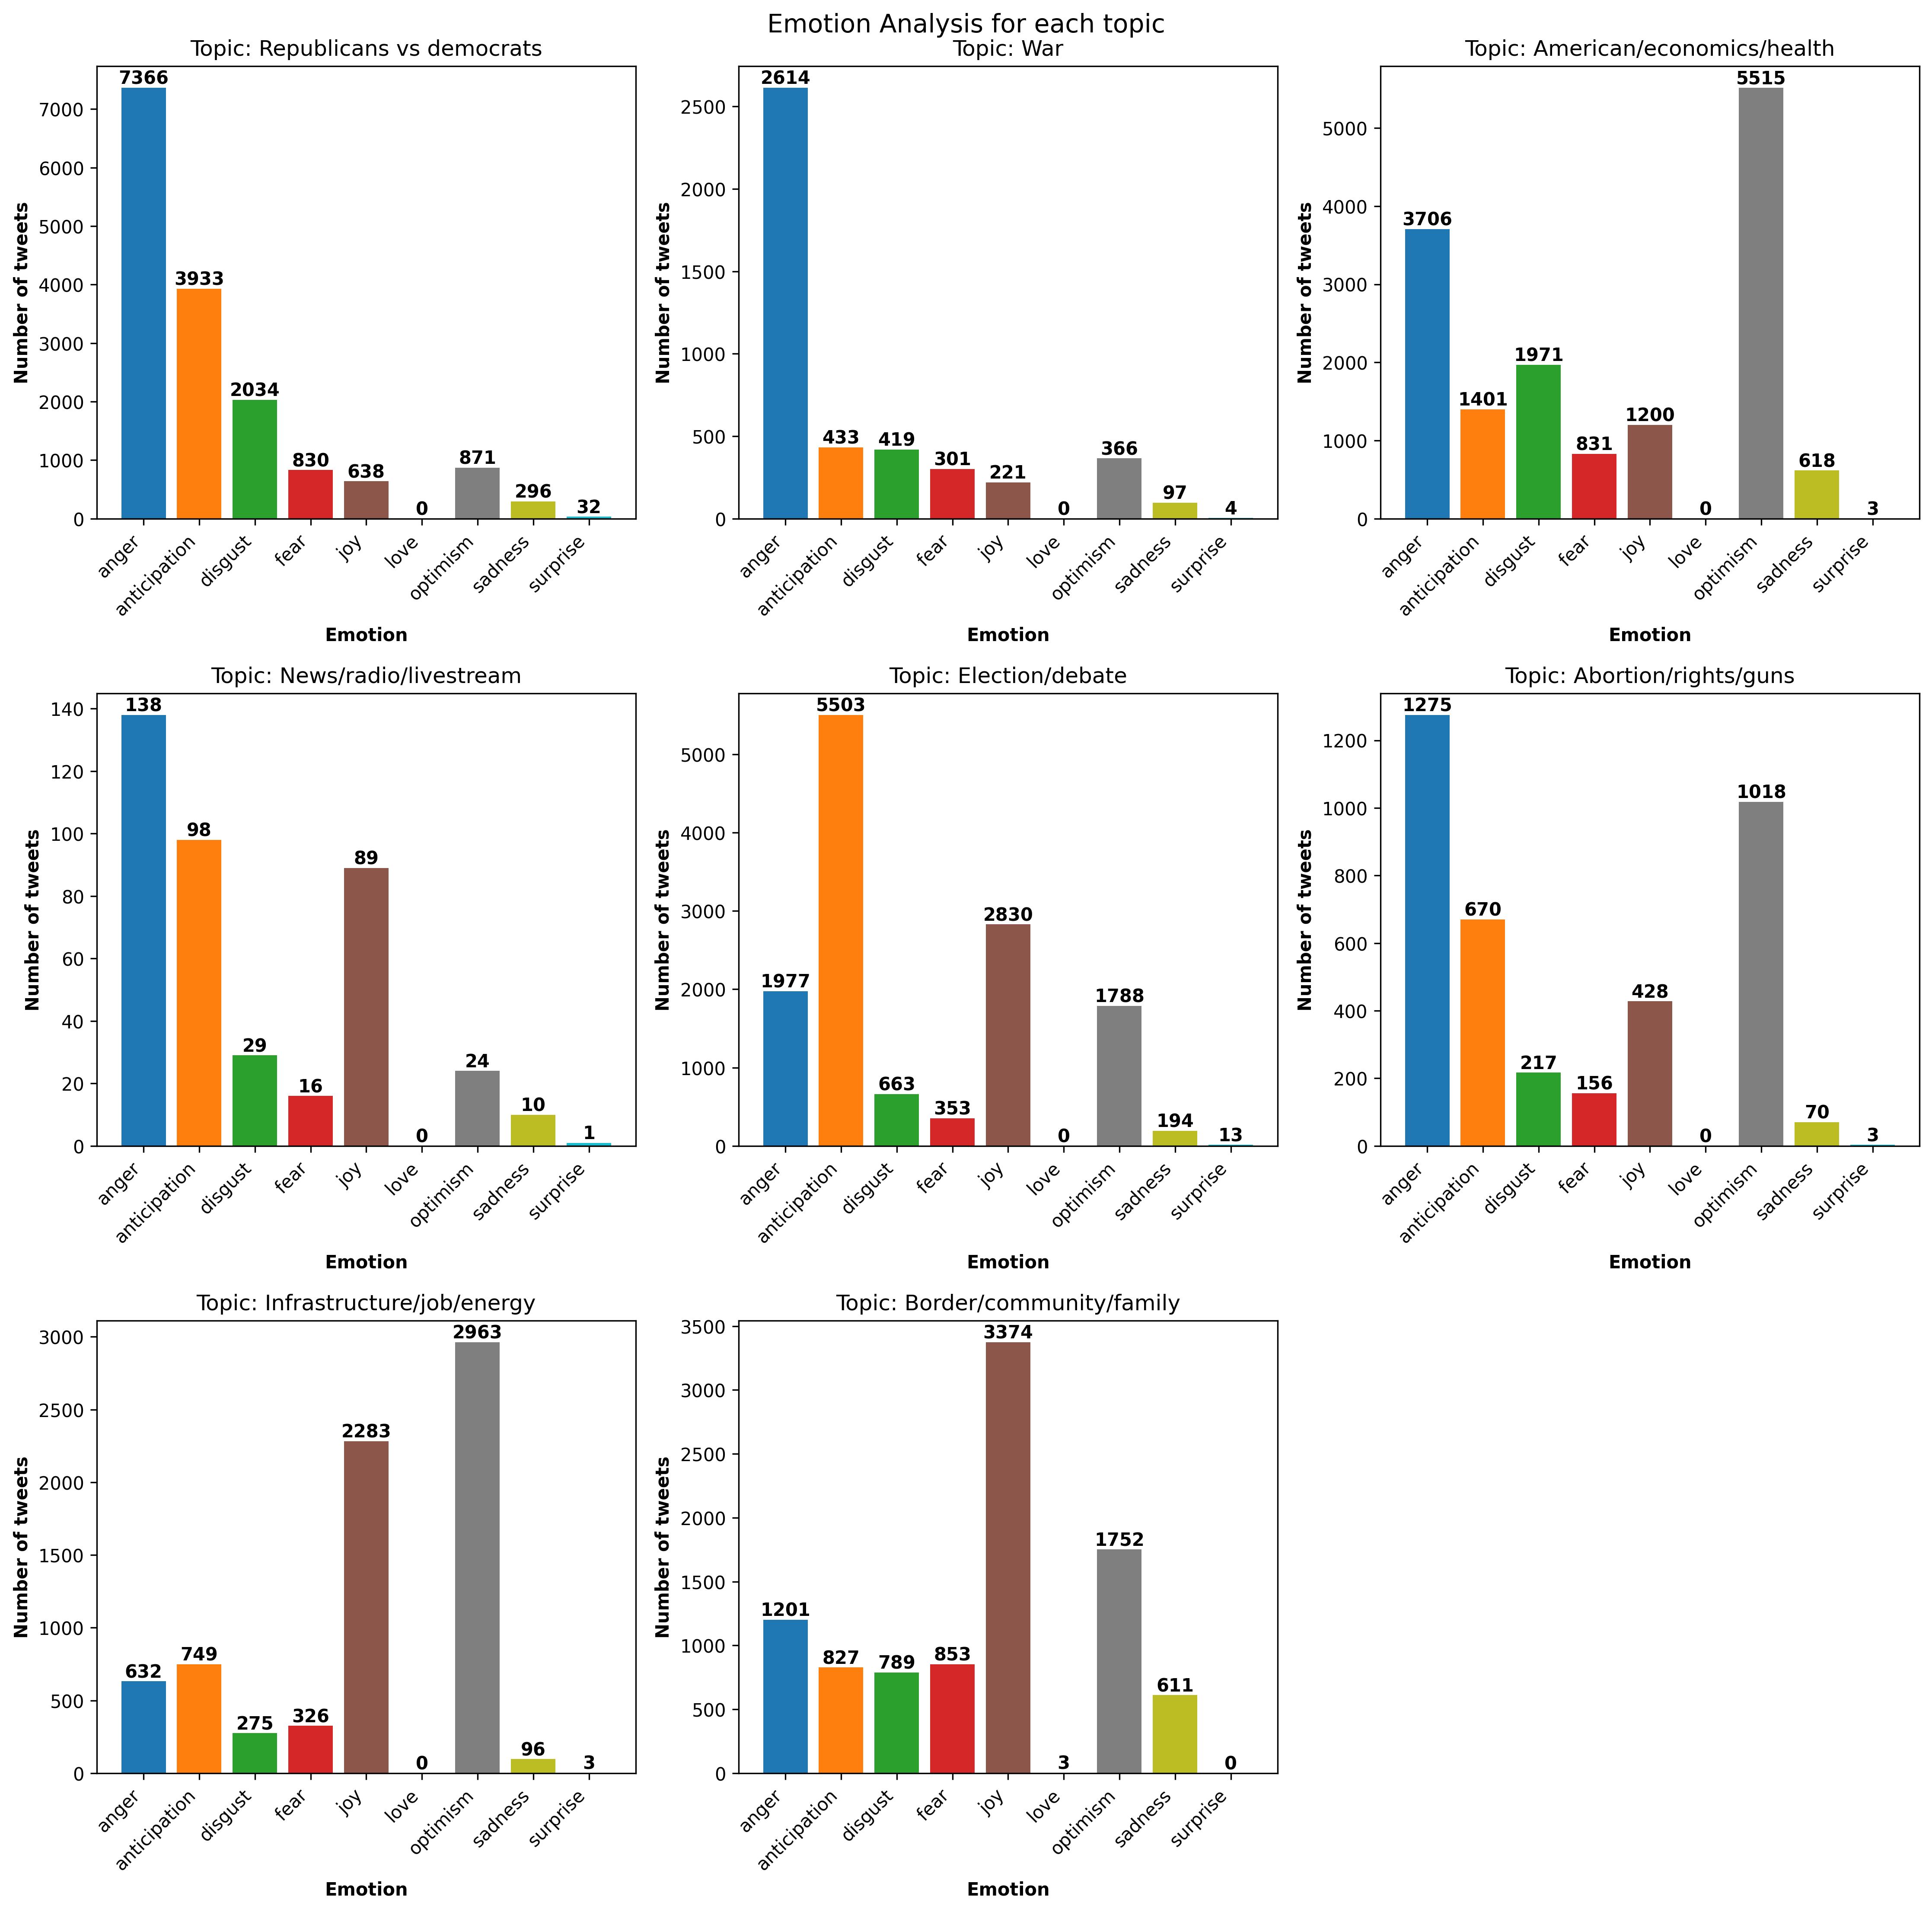 Emotion Analysis for each topic
Topic: Republicans vs democrats
Number of tweets
7000
6000
5000
4000
3000
2000
1000
0
7366
3933
2034
830
638
0
871
296
32
anger
anticipation
disgust
fear
joy
love
optimism
sadness
surprise
Emotion
Topic: War
Number of tweets
2500
2000
1500
1000
500
0
2614
433
419
301
221
0
366
97
4
anger
anticipation
disgust
fear
joy
love
optimism
sadness
surprise
Emotion
Topic: American/economics/health
Number of tweets
5000
4000
3000
2000
1000
0
3706
1401
1971
831
1200
0
5515
618
3
anger
anticipation
disgust
fear
joy
love
optimism
sadness
surprise
Emotion
Topic: News/radio/livestream
Number of tweets
140
120
100
80
60
40
20
0
138
98
29
16
89
0
24
10
1
anger
anticipation
disgust
fear
joy
love
optimism
sadness
surprise
Emotion
Topic: Election/debate
Number of tweets
5000
4000
3000
2000
1000
0
1977
5503
663
353
2830
0
1788
194
13
anger
anticipation
disgust
fear
joy
love
optimism
sadness
surprise
Emotion
Topic: Abortion/rights/guns
Number of tweets
1200
1000
800
600
400
200
0
1275
670
217
156
428
0
1018
70
3
anger
anticipation
disgust
fear
joy
love
optimism
sadness
surprise
Emotion
Topic: Infrastructure/job/energy
Number of tweets
3000
2500
2000
1500
1000
500
0
632
749
275
326
2283
0
2963
96
3
anger
anticipation
disgust
fear
joy
love
optimism
sadness
surprise
Emotion
Topic: Border/community/family
Number of tweets
3500
3000
2500
2000
1500
1000
500
0
1201
827
789
853
3374
3
1752
611
0
anger
anticipation
disgust
fear
joy
love
optimism
sadness
surprise
Emotion